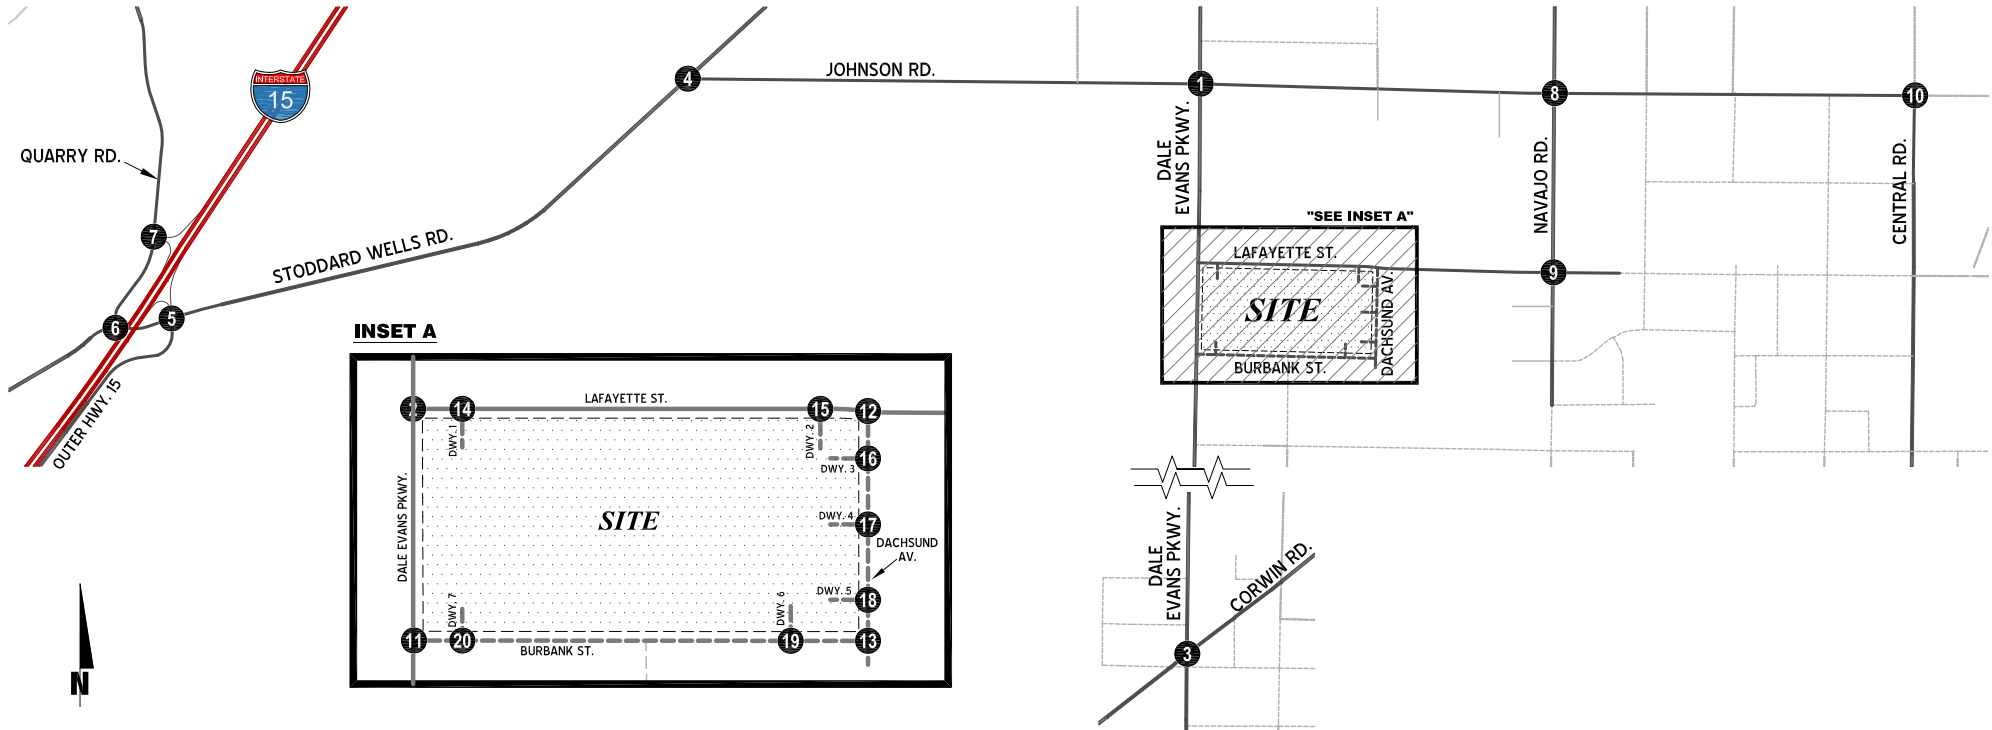 INTERSTATE
15
4
JOHNSON RD.
1
8
10
QUARRY RD.
DALE
EVANS PKWY.
NAVAJO RD.
CENTRAL RD.
7
STODDARD WELLS RD.
"SEE INSET A"
LAFAYETTE ST.
9
SITE
DACHSUND AV.
BURBANK ST.
5
6
OUTER HWY. 15
INSET A
2
14
LAFAYETTE ST.
15
12
DWY. 1
DWY. 2
16
DWY. 3
DALE EVANS PKWY.
SITE
DWY. 4
17
DACHSUND
AV.
DWY. 5
18
DWY. 7
DWY. 6
11
20
BURBANK ST.
19
13
DALE
EVANS PKWY.
CORWIN RD.
3
N